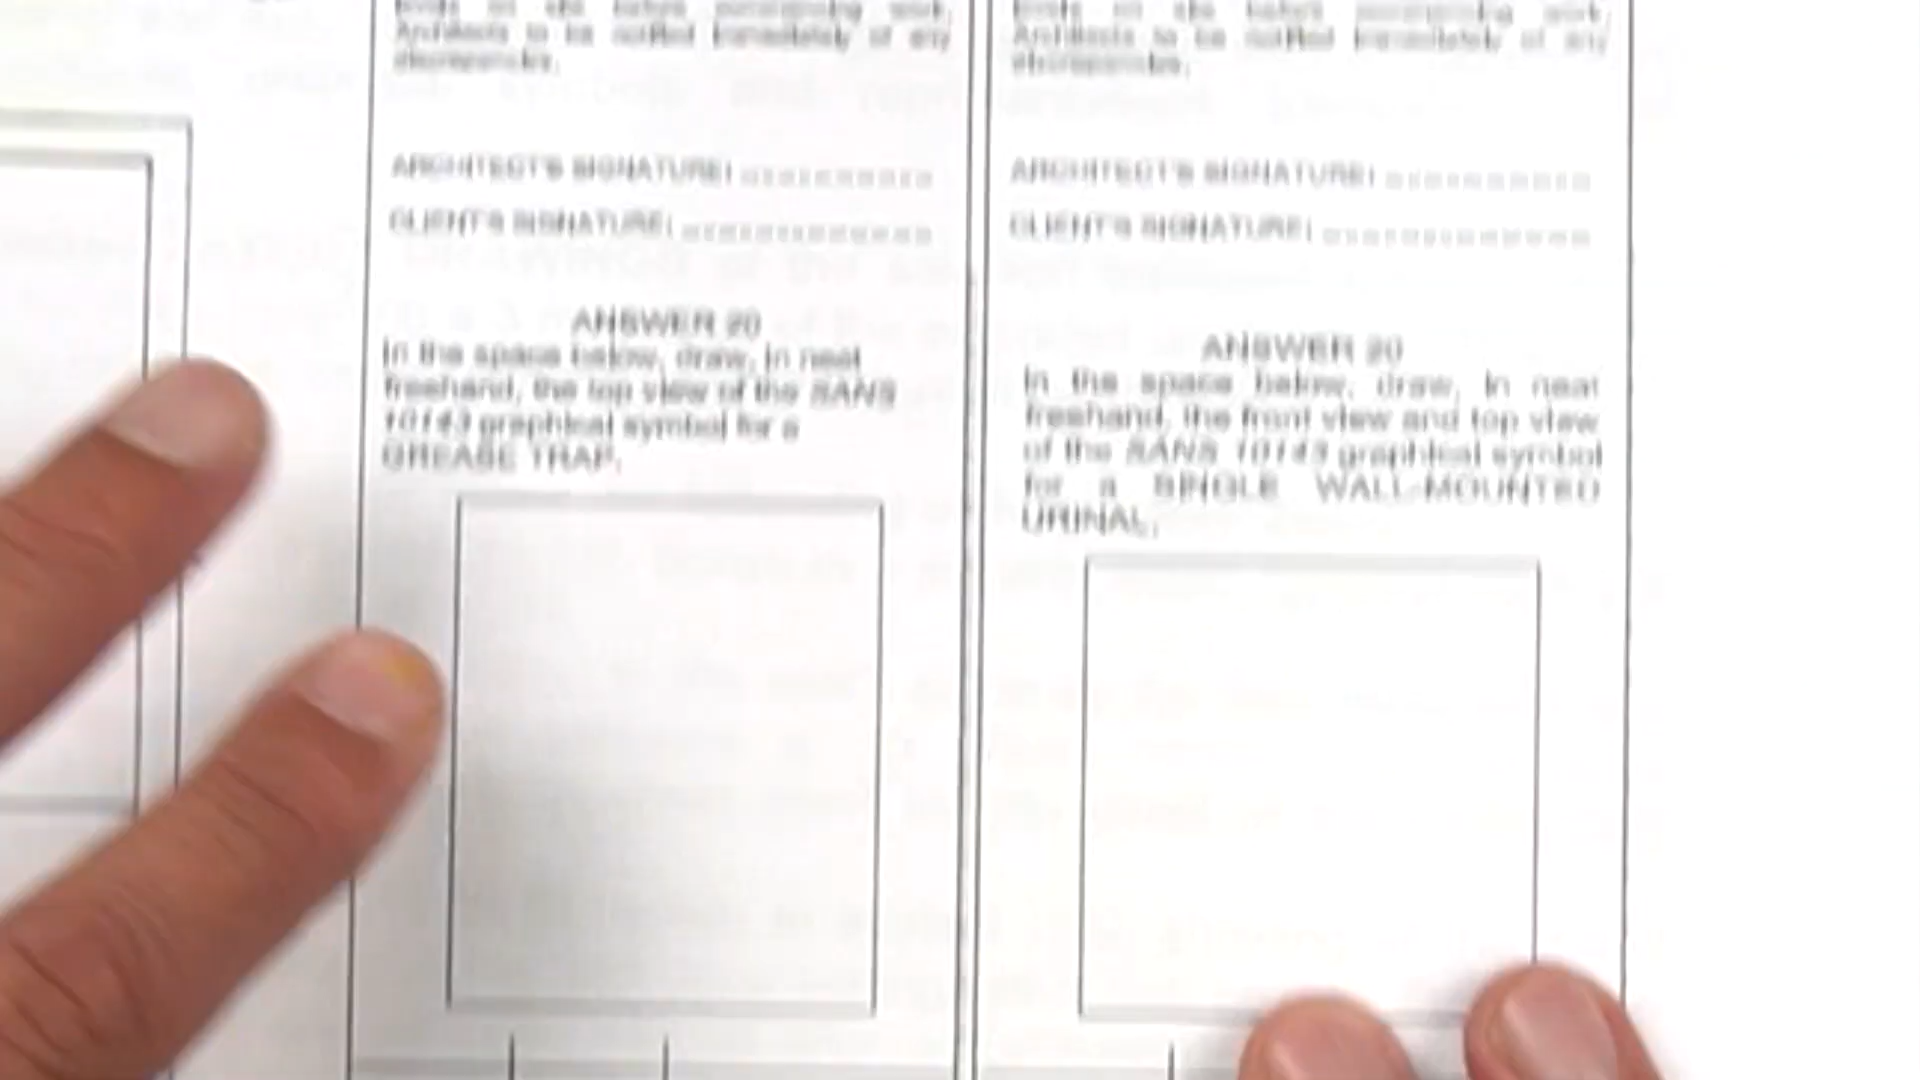 Architects to be notified immediately of any
discrepancies.
ARCHITECT'S SIGNATURE:
CLIENT'S SIGNATURE:
ANSWER 20
In the space below, draw, in neat
freehand, the top view of the SANS
10143 graphical symbol for a
GREASE TRAP.
Architects to be notified immediately of any
discrepancies.
ARCHITECT'S SIGNATURE:
CLIENT'S SIGNATURE:
ANSWER 20
In the space below, draw, in neat
freehand, the front view and top view
of the SANS 10143 graphical symbol
for a SINGLE WALL-MOUNTED
URINAL.